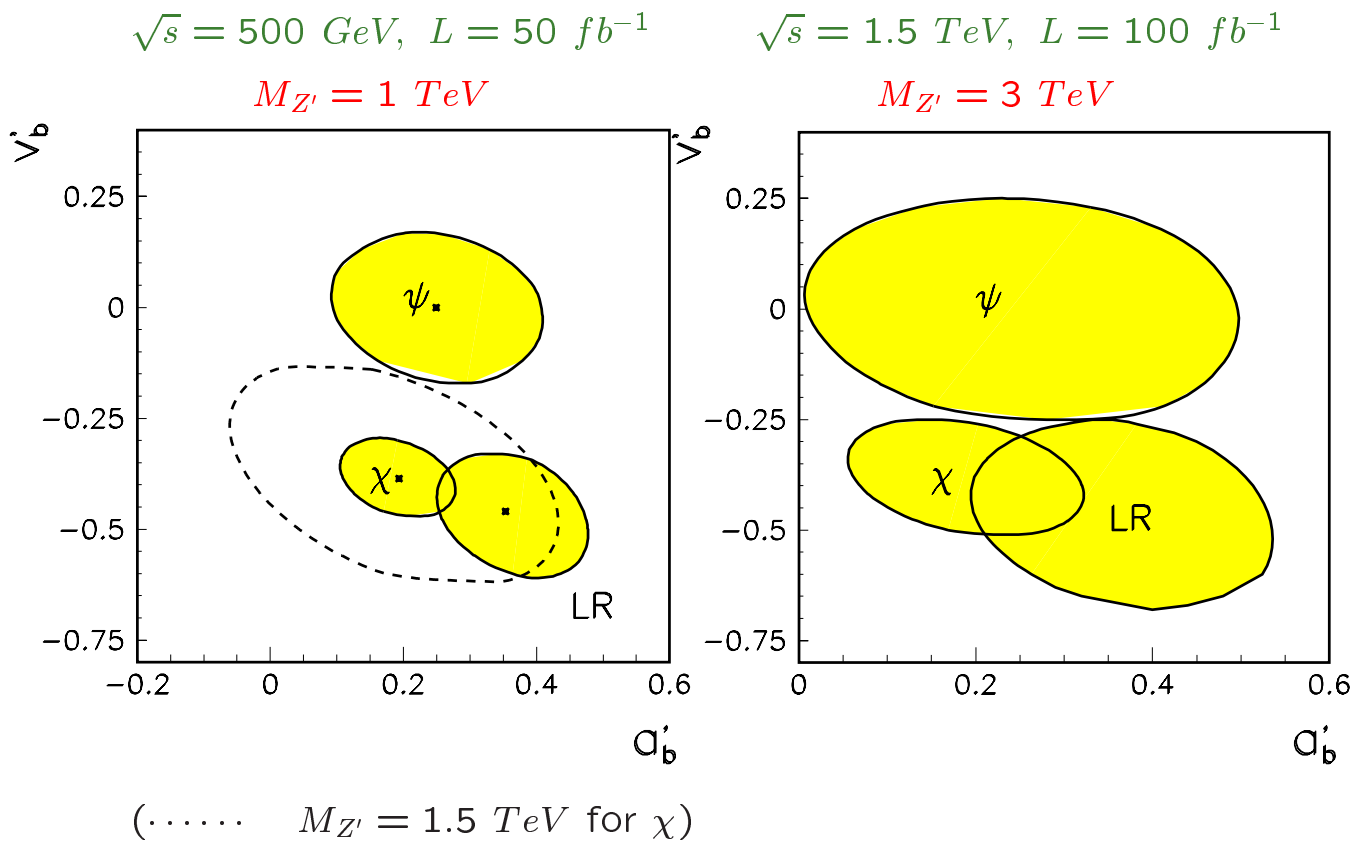 √s = 500 GeV, L = 50 fb⁻¹
M_Z' = 1 TeV
v'_b
0.25
0
−0.25
−0.5
−0.75
−0.2 0 0.2 0.4 0.6
a'_b
ψ
χ
LR
(······ M_Z' = 1.5 TeV for χ)
√s = 1.5 TeV, L = 100 fb⁻¹
M_Z' = 3 TeV
v'_b
0.25
0
−0.25
−0.5
−0.75
0 0.2 0.4 0.6
a'_b
ψ
χ
LR